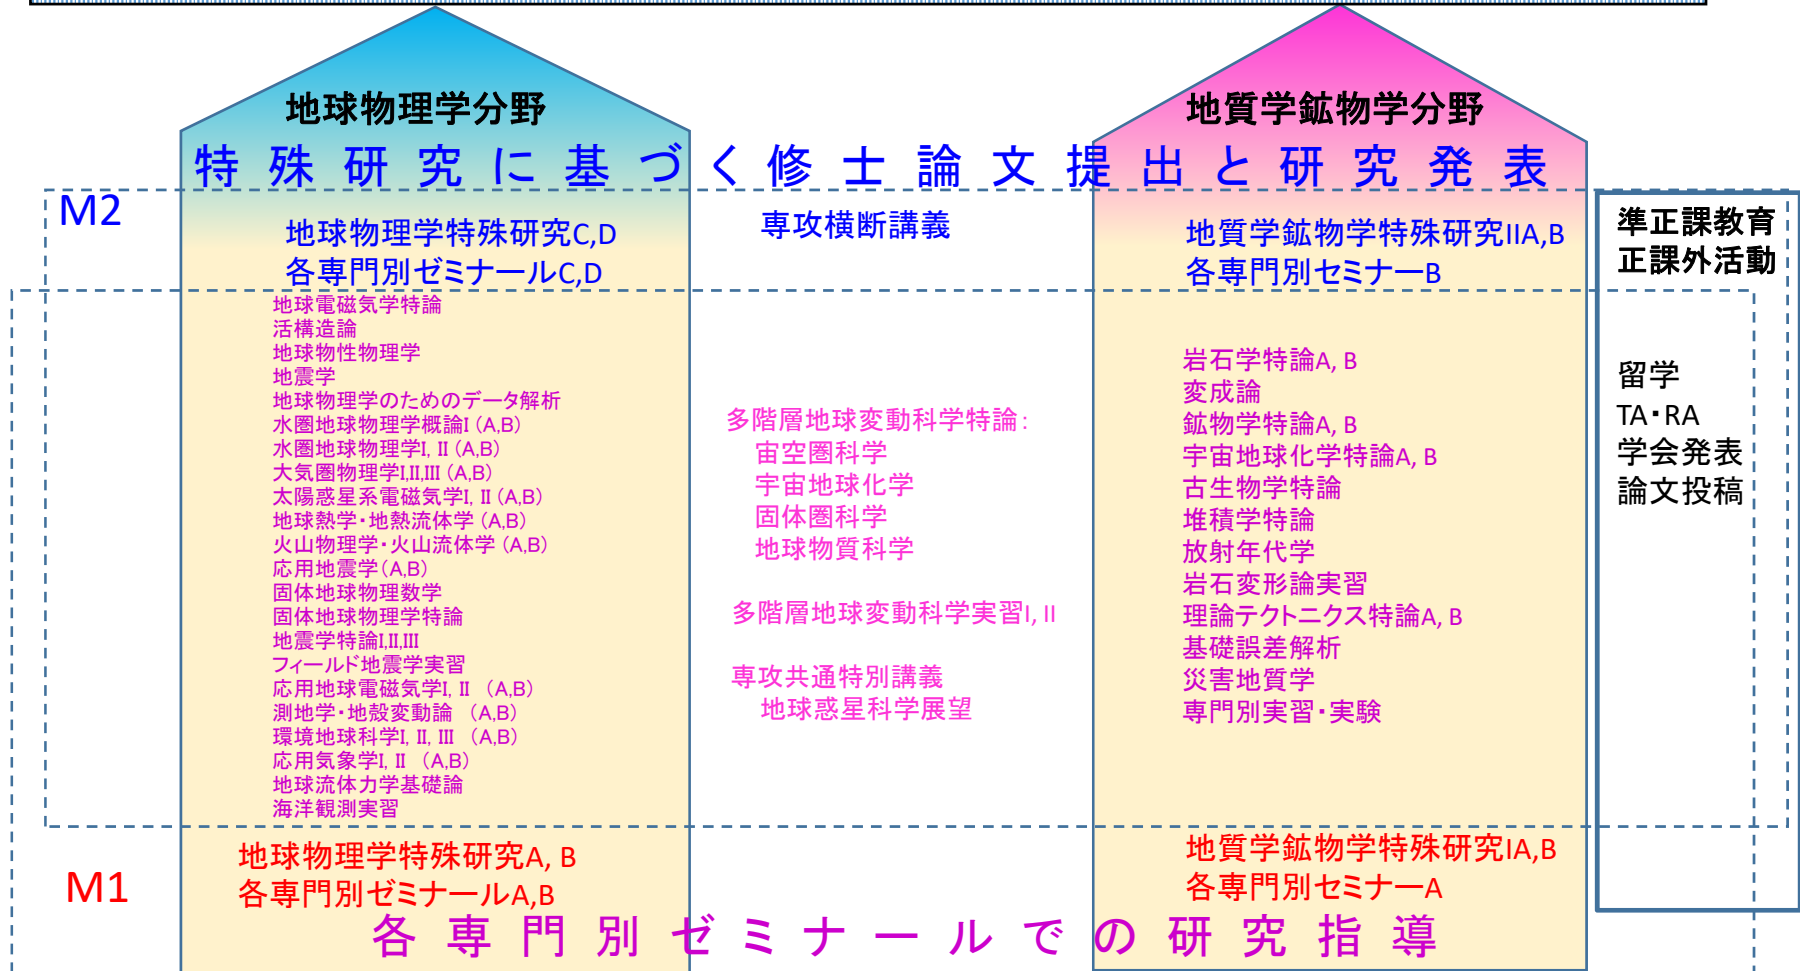 地球物理学分野
地質学鉱物学分野
特殊研究に基づく修士論文提出と研究発表
M2
地球物理学特殊研究C,D
各専門別ゼミナールC,D
専攻横断講義
地質学鉱物学特殊研究IIA,B
各専門別セミナーB
準正課教育
正課外活動
地球電磁気学特論
活構造論
地球物性物理学
地震学
地球物理学のためのデータ解析
水圏地球物理学概論I (A,B)
水圏地球物理学I, II (A,B)
大気圏物理学I,II,III (A,B)
太陽惑星系電磁気学I, II (A,B)
地球熱学・地熱流体学 (A,B)
火山物理学・火山流体学 (A,B)
応用地震学(A,B)
固体地球物理数学
固体地球物理学特論
地震学特論I,II,III
フィールド地震学実習
応用地球電磁気学I, II (A,B)
測地学・地殻変動論 (A,B)
環境地球科学I, II, III (A,B)
応用気象学I, II (A,B)
地球流体力学基礎論
海洋観測実習
多階層地球変動科学特論:
宙空圏科学
宇宙地球化学
固体圏科学
地球物質科学
多階層地球変動科学実習I, II
専攻共通特別講義
地球惑星科学展望
岩石学特論A, B
変成論
鉱物学特論A, B
宇宙地球化学特論A, B
古生物学特論
堆積学特論
放射年代学
岩石変形論実習
理論テクトニクス特論A, B
基礎誤差解析
災害地質学
専門別実習・実験
留学
TA・RA
学会発表
論文投稿
M1
地球物理学特殊研究A, B
各専門別ゼミナールA,B
地質学鉱物学特殊研究IA,B
各専門別セミナーA
各専門別ゼミナールでの研究指導